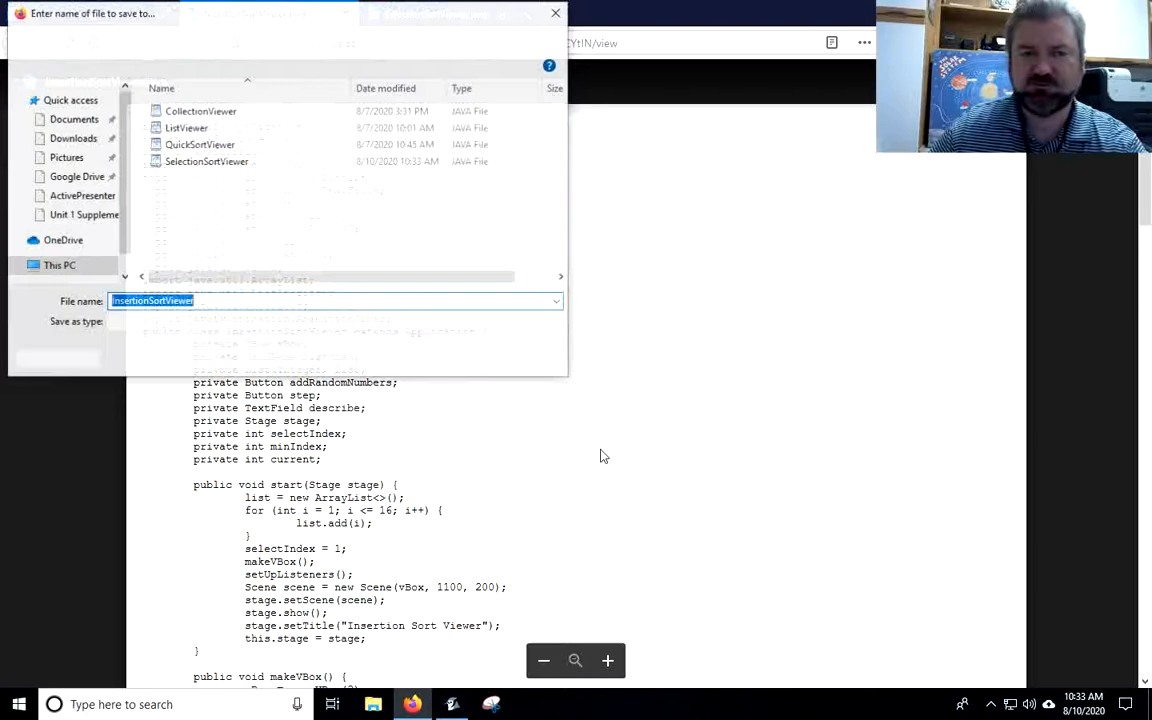 Enter name of file to save to...
CYtIN/view
Name
Date modified
Type
Size
Quick access
Documents
Downloads
Pictures
Google Drive
ActivePresenter
Unit 1 Suppleme
OneDrive
This PC
CollectionViewer 8/7/2020 3:31 PM JAVA File
ListViewer 8/7/2020 10:01 AM JAVA File
QuickSortViewer 8/7/2020 10:45 AM JAVA File
SelectionSortViewer 8/10/2020 10:33 AM JAVA File
File name: InsertionSortViewer
Save as type:
private Button addRandomNumbers;
private Button step;
private TextField describe;
private Stage stage;
private int selectIndex;
private int minIndex;
private int current;
public void start(Stage stage) {
list = new ArrayList<>();
for (int i = 1; i <= 16; i++) {
list.add(i);
}
selectIndex = 1;
makeVBox();
setUpListeners();
Scene scene = new Scene(vBox, 1100, 200);
stage.setScene(scene);
stage.show();
stage.setTitle("Insertion Sort Viewer");
this.stage = stage;
}
public void makeVBox() {
THE SOLAR SYSTEM
Type here to search
10:33 AM
8/10/2020